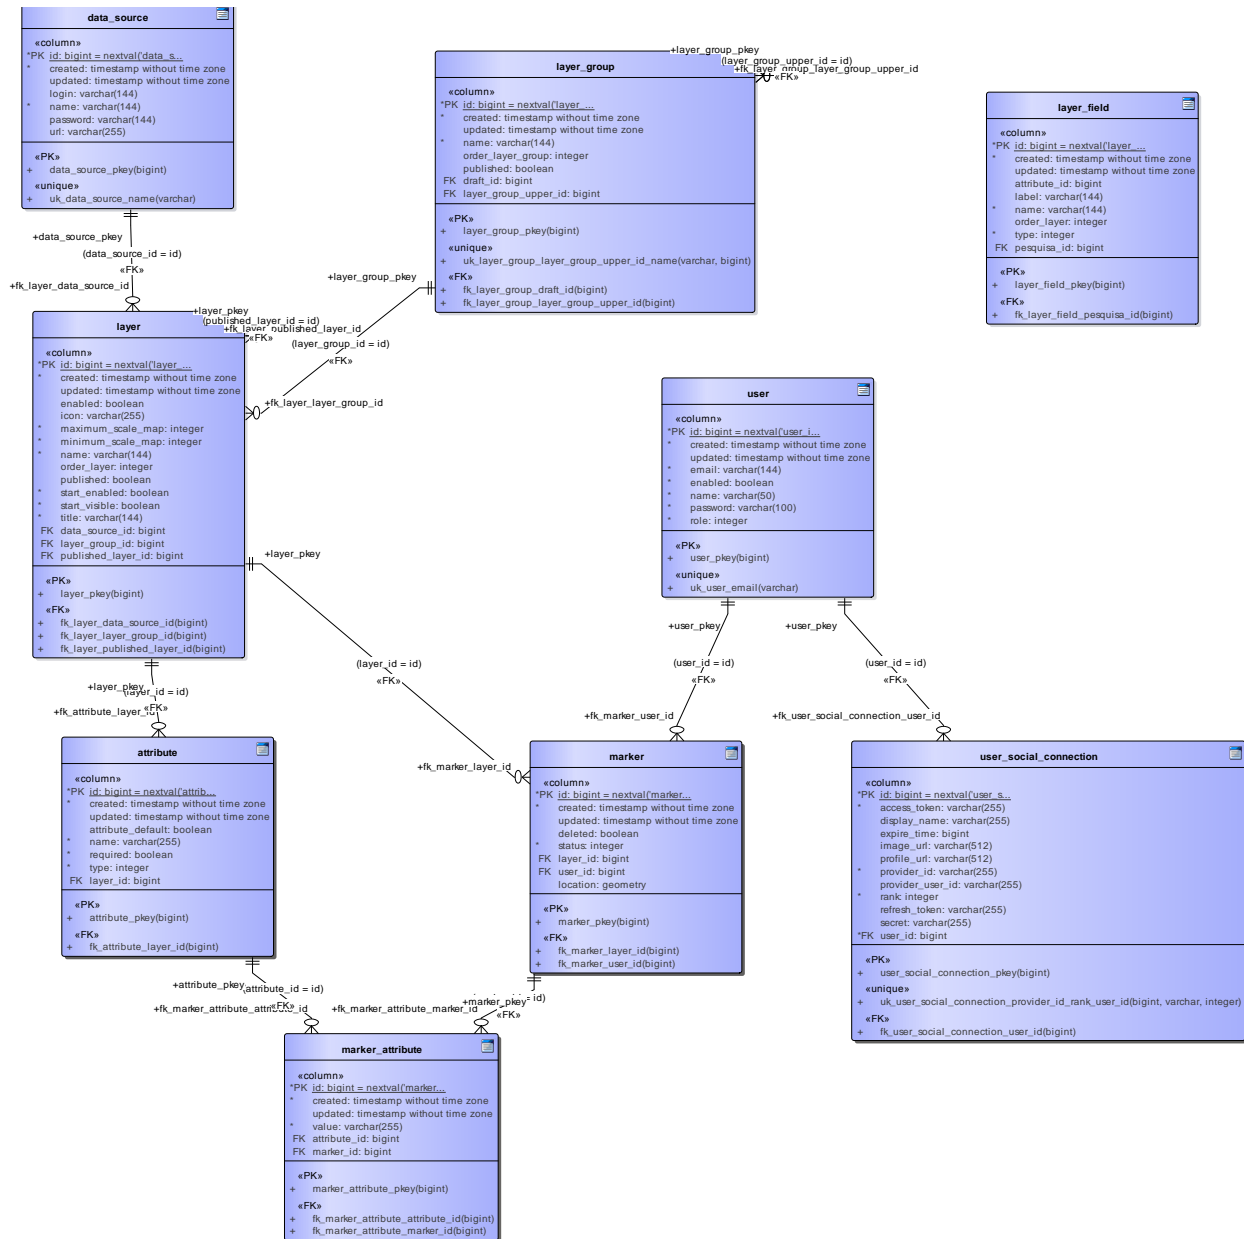 data_source
«column»
*PK id: bigint = nextval('data_s...
* created: timestamp without time zone
updated: timestamp without time zone
login: varchar(144)
* name: varchar(144)
password: varchar(144)
url: varchar(255)
«PK»
+ data_source_pkey(bigint)
«unique»
+ uk_data_source_name(varchar)
+data_source_pkey
(data_source_id = id)
«FK»
+fk_layer_data_source_id
layer_group
«column»
*PK id: bigint = nextval('layer_...
* created: timestamp without time zone
updated: timestamp without time zone
* name: varchar(144)
order_layer_group: integer
published: boolean
FK draft_id: bigint
FK layer_group_upper_id: bigint
«PK»
+ layer_group_pkey(bigint)
«unique»
+ uk_layer_group_layer_group_upper_id_name(varchar, bigint)
«FK»
+ fk_layer_group_draft_id(bigint)
+ fk_layer_group_layer_group_upper_id(bigint)
+layer_group_pkey
(layer_group_upper_id = id)
+fk_layer_group_layer_group_upper_id
«FK»
layer_field
«column»
*PK id: bigint = nextval('layer_...
* created: timestamp without time zone
updated: timestamp without time zone
attribute_id: bigint
label: varchar(144)
* name: varchar(144)
order_layer: integer
* type: integer
FK pesquisa_id: bigint
«PK»
+ layer_field_pkey(bigint)
«FK»
+ fk_layer_field_pesquisa_id(bigint)
+layer_group_pkey
(layer_group_id = id)
«FK»
+fk_layer_layer_group_id
+layer_pkey
(published_layer_id = id)
+fk_layer_published_layer_id
«FK»
layer
«column»
*PK id: bigint = nextval('layer_...
* created: timestamp without time zone
updated: timestamp without time zone
enabled: boolean
icon: varchar(255)
* maximum_scale_map: integer
* minimum_scale_map: integer
* name: varchar(144)
order_layer: integer
published: boolean
* start_enabled: boolean
* start_visible: boolean
* title: varchar(144)
FK data_source_id: bigint
FK layer_group_id: bigint
FK published_layer_id: bigint
«PK»
+ layer_pkey(bigint)
«FK»
+ fk_layer_data_source_id(bigint)
+ fk_layer_layer_group_id(bigint)
+ fk_layer_published_layer_id(bigint)
user
«column»
*PK id: bigint = nextval('user_i...
* created: timestamp without time zone
updated: timestamp without time zone
* email: varchar(144)
* enabled: boolean
* name: varchar(50)
* password: varchar(100)
* role: integer
«PK»
+ user_pkey(bigint)
«unique»
+ uk_user_email(varchar)
+layer_pkey
(layer_id = id)
«FK»
+fk_marker_layer_id
+user_pkey
(user_id = id)
«FK»
+fk_marker_user_id
+user_pkey
(user_id = id)
«FK»
+fk_user_social_connection_user_id
+layer_pkey
(layer_id = id)
«FK»
+fk_attribute_layer_id
attribute
«column»
*PK id: bigint = nextval('attrib...
* created: timestamp without time zone
updated: timestamp without time zone
attribute_default: boolean
* name: varchar(255)
* required: boolean
* type: integer
FK layer_id: bigint
«PK»
+ attribute_pkey(bigint)
«FK»
+ fk_attribute_layer_id(bigint)
marker
«column»
*PK id: bigint = nextval('marker...
* created: timestamp without time zone
updated: timestamp without time zone
deleted: boolean
* status: integer
FK layer_id: bigint
FK user_id: bigint
location: geometry
«PK»
+ marker_pkey(bigint)
«FK»
+ fk_marker_layer_id(bigint)
+ fk_marker_user_id(bigint)
user_social_connection
«column»
*PK id: bigint = nextval('user_s...
* access_token: varchar(255)
display_name: varchar(255)
expire_time: bigint
image_url: varchar(512)
profile_url: varchar(512)
* provider_id: varchar(255)
provider_user_id: varchar(255)
* rank: integer
refresh_token: varchar(255)
secret: varchar(255)
*FK user_id: bigint
«PK»
+ user_social_connection_pkey(bigint)
«unique»
+ uk_user_social_connection_provider_id_rank_user_id(bigint, varchar, integer)
«FK»
+ fk_user_social_connection_user_id(bigint)
+attribute_pkey
(attribute_id = id)
«FK»
+fk_marker_attribute_attribute_id
+marker_pkey
= id)
«FK»
+fk_marker_attribute_marker_id
marker_attribute
«column»
*PK id: bigint = nextval('marker...
* created: timestamp without time zone
updated: timestamp without time zone
* value: varchar(255)
FK attribute_id: bigint
FK marker_id: bigint
«PK»
+ marker_attribute_pkey(bigint)
«FK»
+ fk_marker_attribute_attribute_id(bigint)
+ fk_marker_attribute_marker_id(bigint)